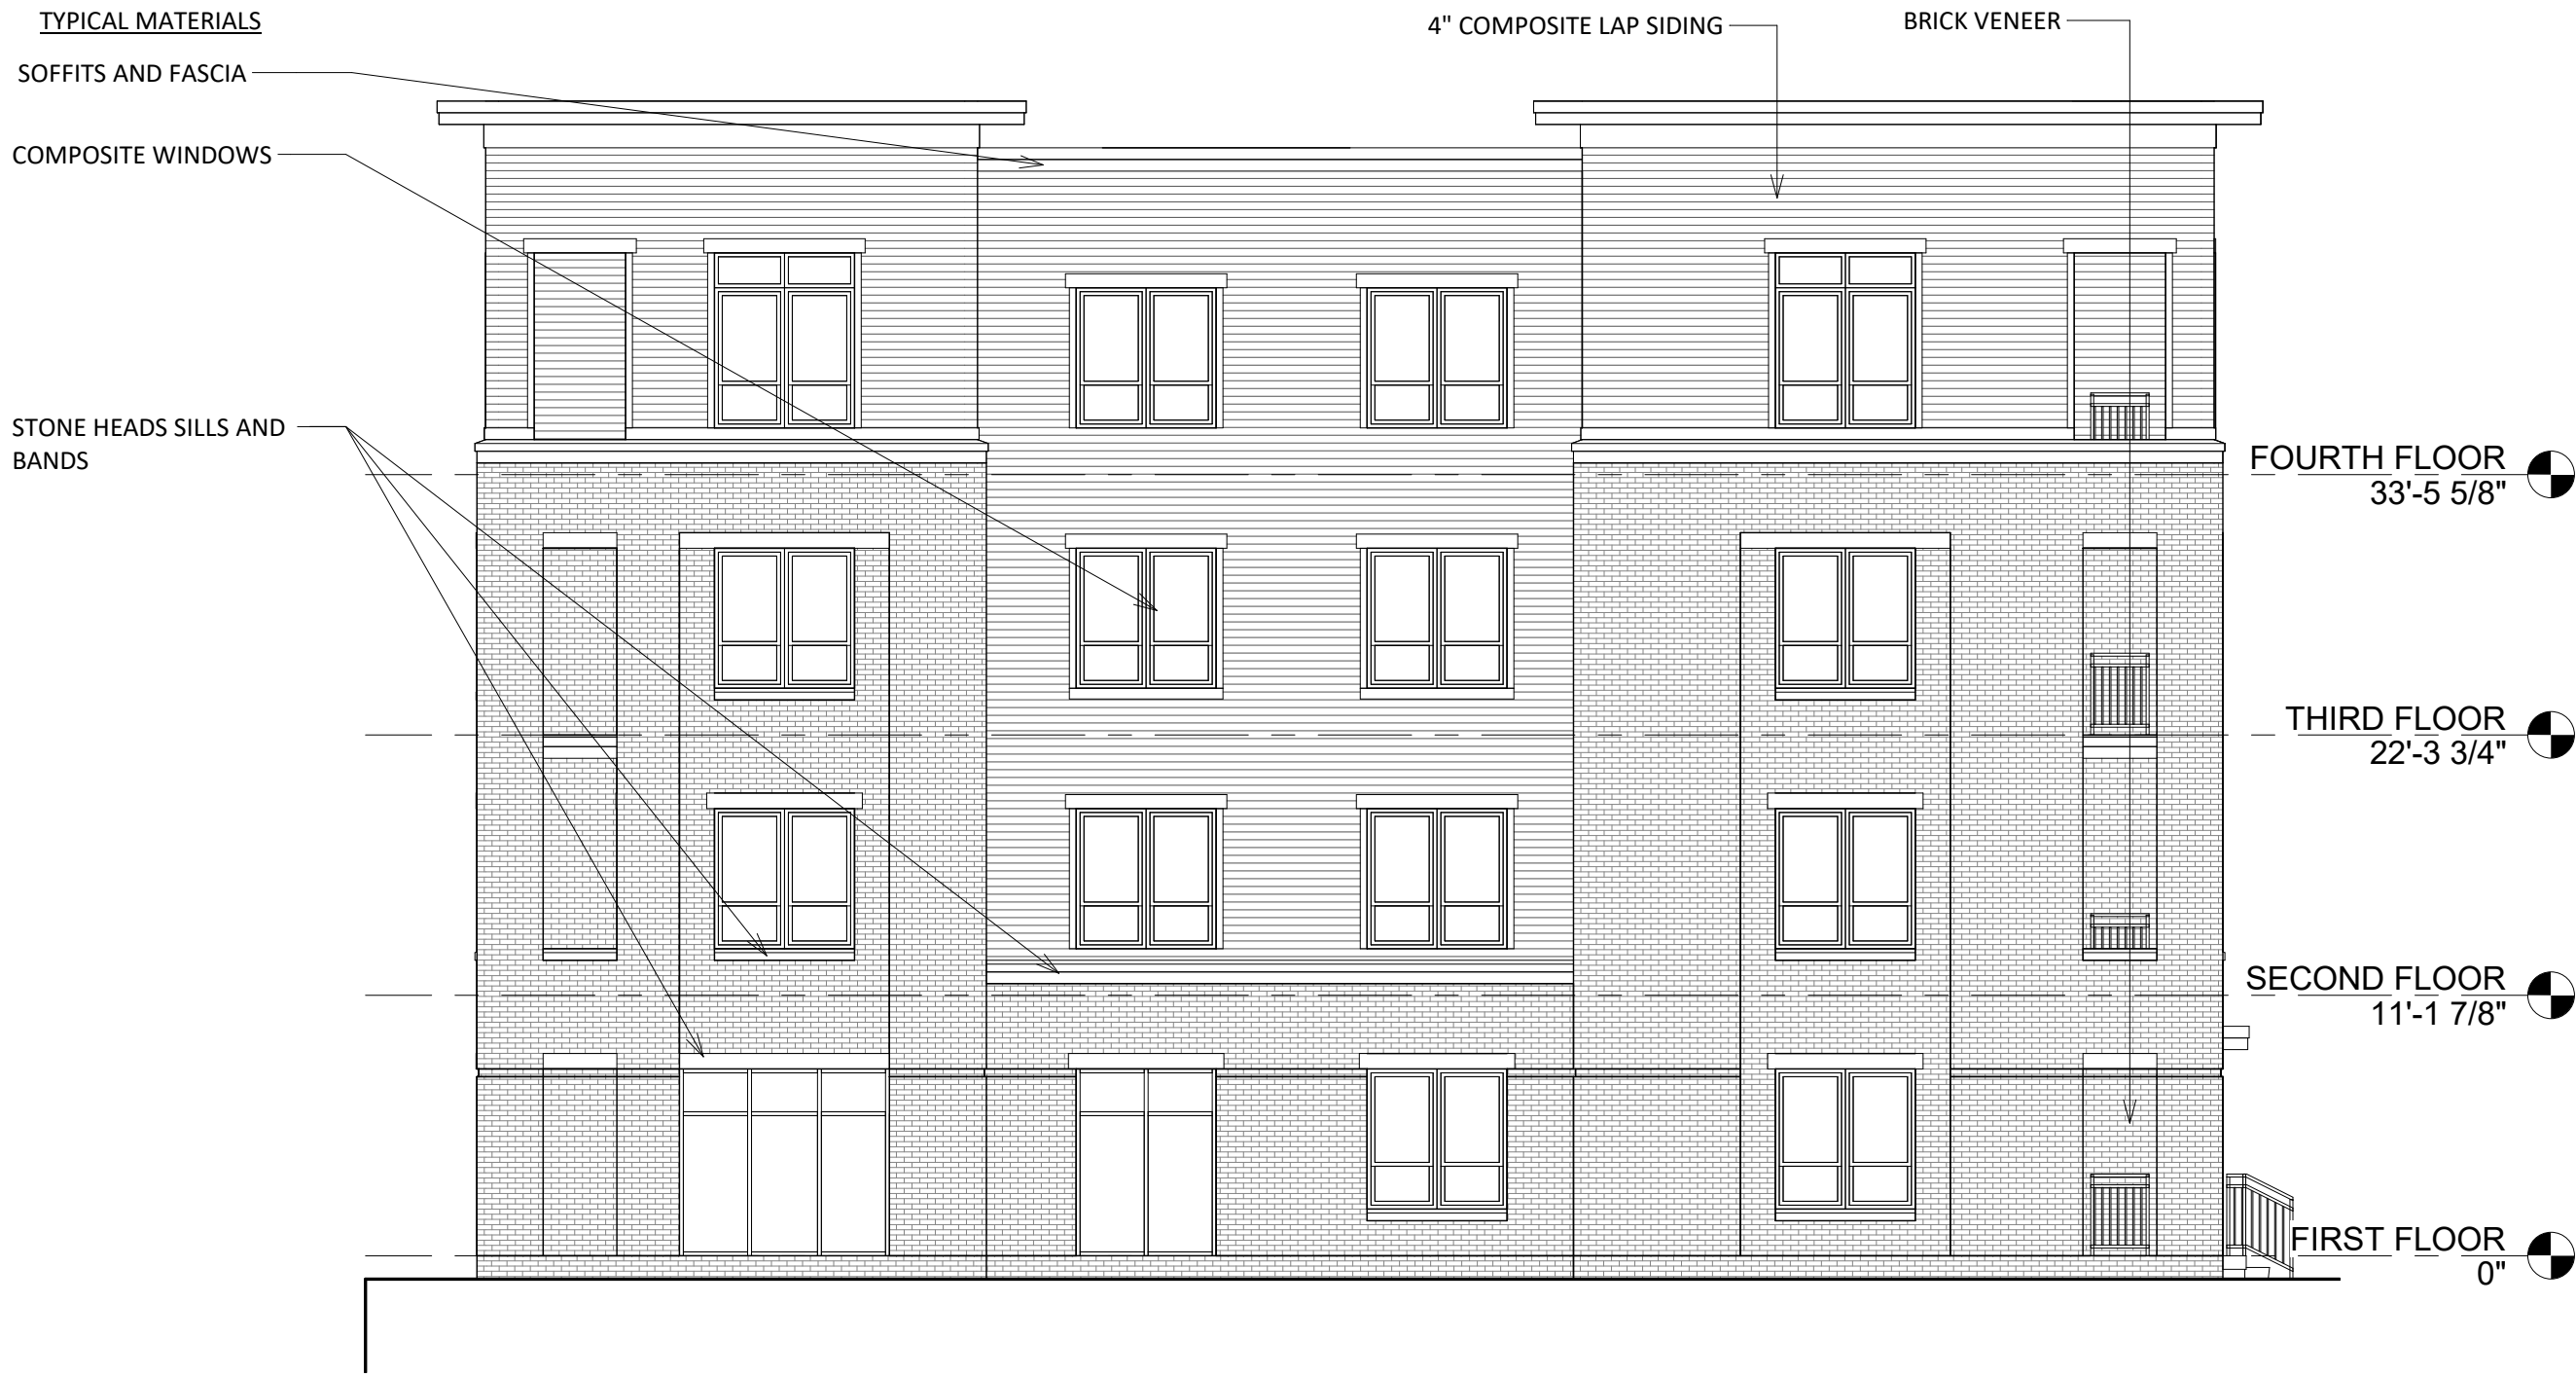 TYPICAL MATERIALS
4" COMPOSITE LAP SIDING
BRICK VENEER
SOFFITS AND FASCIA
COMPOSITE WINDOWS
STONE HEADS SILLS AND
BANDS
FOURTH FLOOR
33'-5 5/8"
THIRD FLOOR
22'-3 3/4"
SECOND FLOOR
11'-1 7/8"
FIRST FLOOR
0"